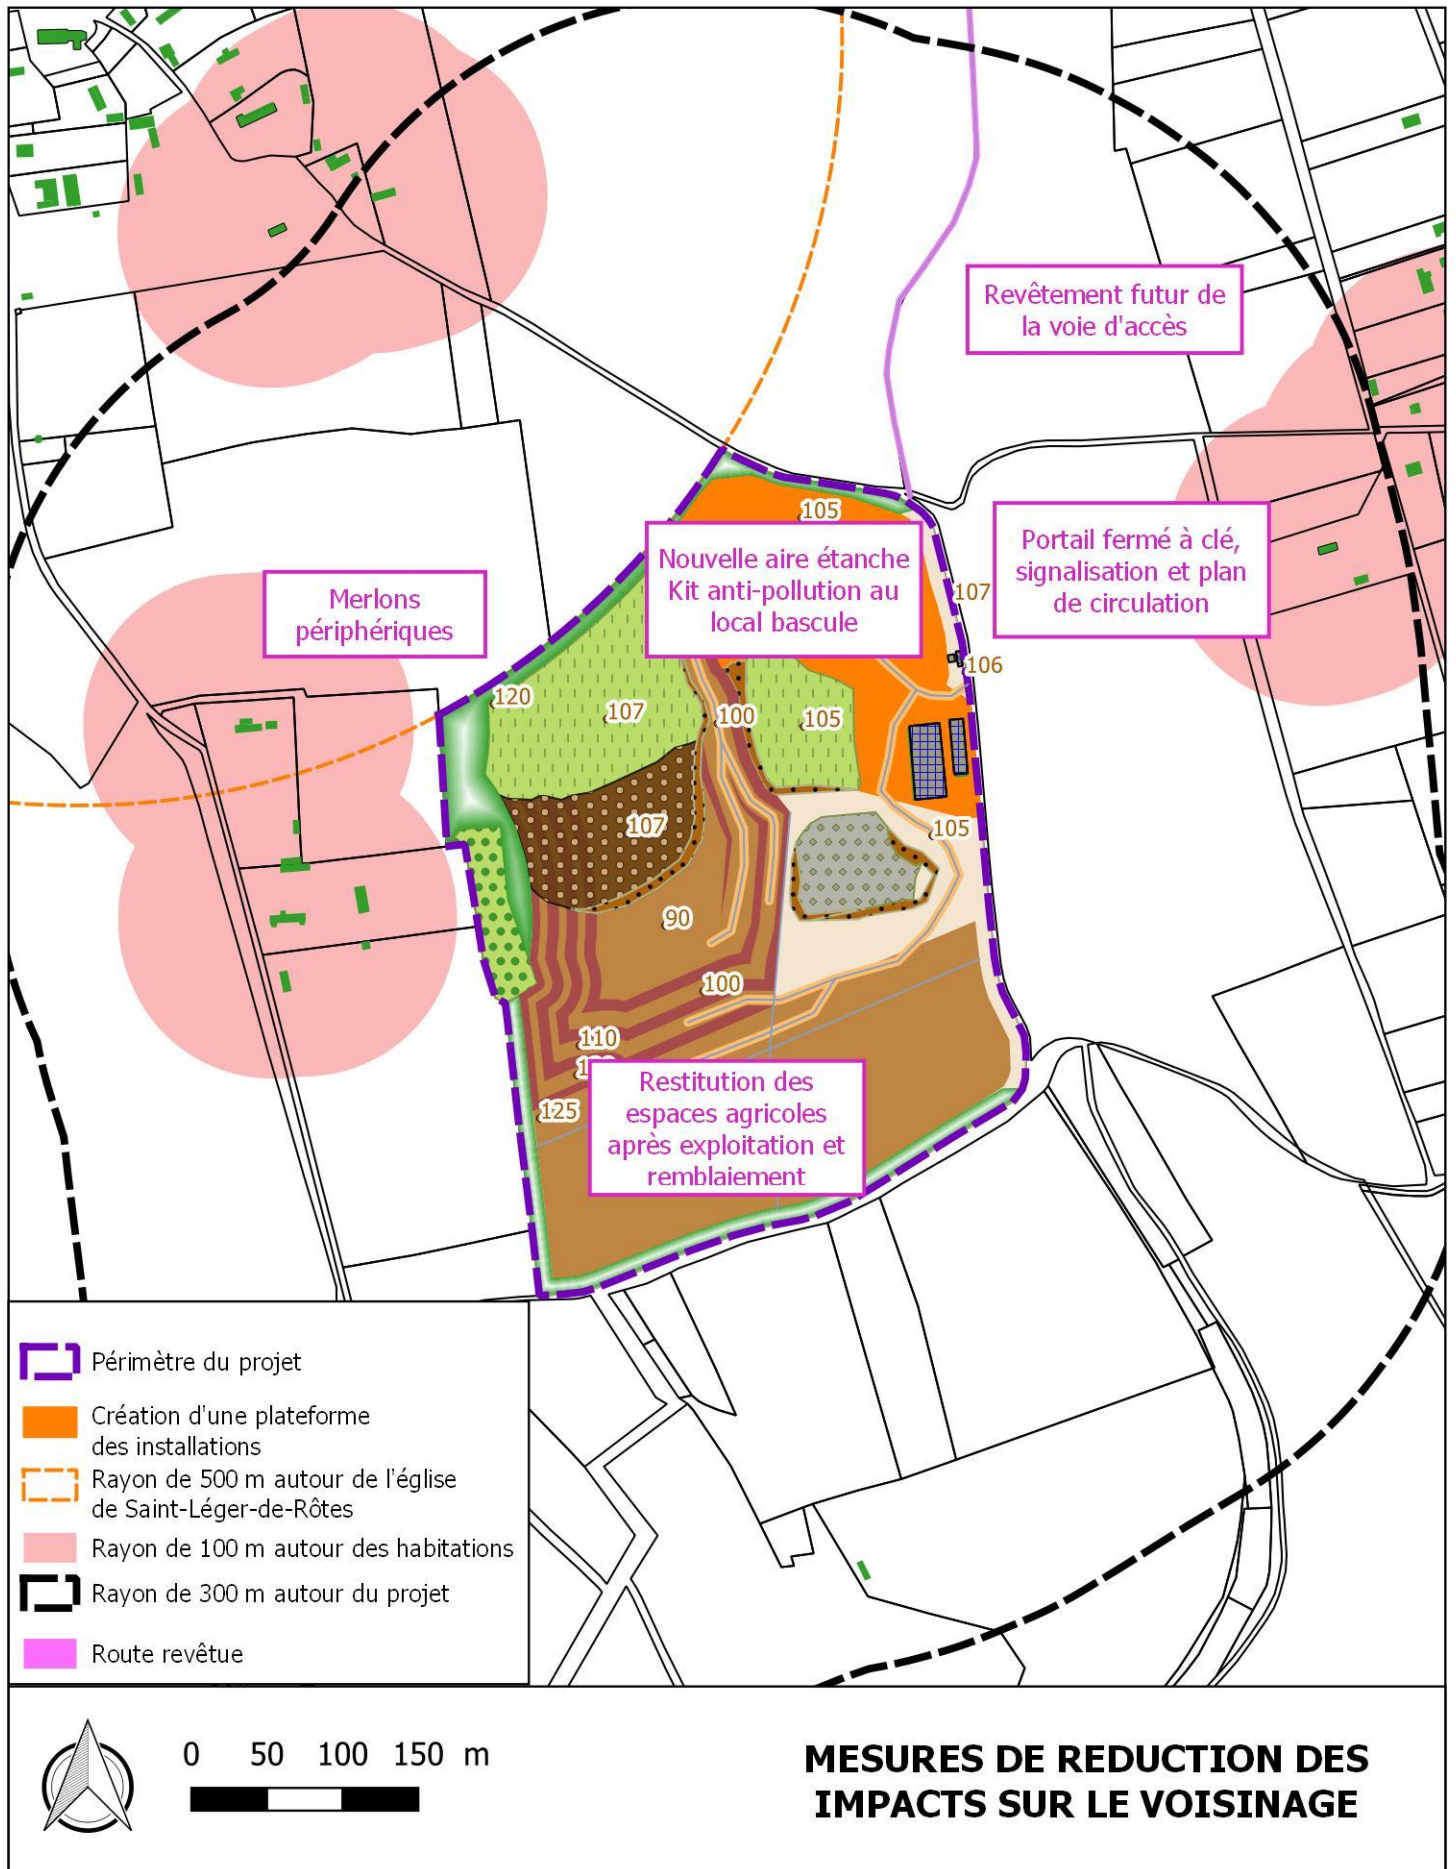 Revêtement futur de
la voie d'accès
105
Nouvelle aire étanche
Kit anti-pollution au
local bascule
Portail fermé à clé,
signalisation et plan
de circulation
Merlons
périphériques
107
106
120
107
100
105
107
105
90
100
110
125
Restitution des
espaces agricoles
après exploitation et
remblaiement
Périmètre du projet
Création d'une plateforme
des installations
Rayon de 500 m autour de l'église
de Saint-Léger-de-Rôtes
Rayon de 100 m autour des habitations
Rayon de 300 m autour du projet
Route revêtue
0 50 100 150 m
MESURES DE REDUCTION DES
IMPACTS SUR LE VOISINAGE